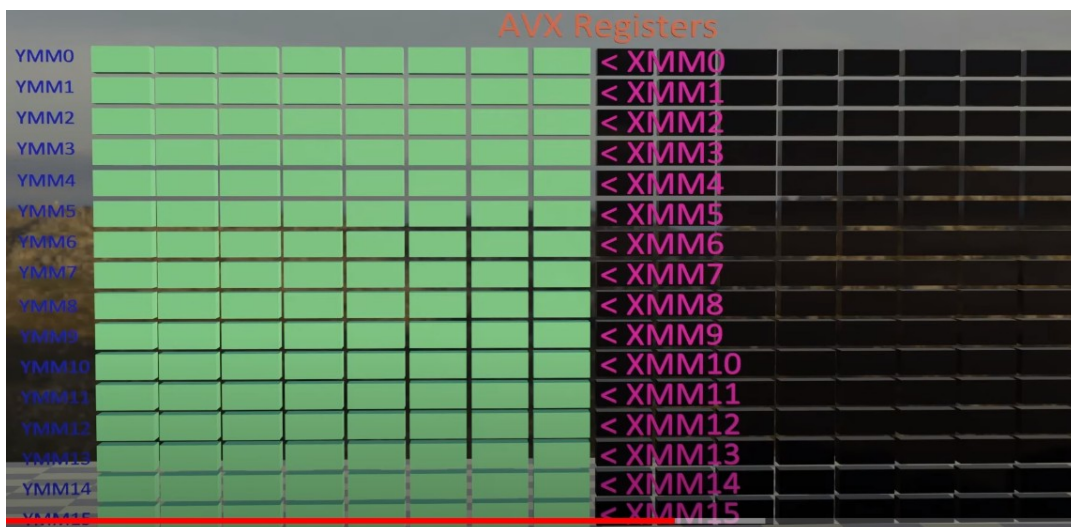 AVX Registers
YMM0 < XMM0
YMM1 < XMM1
YMM2 < XMM2
YMM3 < XMM3
YMM4 < XMM4
YMM5 < XMM5
YMM6 < XMM6
YMM7 < XMM7
YMM8 < XMM8
YMM9 < XMM9
YMM10 < XMM10
YMM11 < XMM11
YMM12 < XMM12
YMM13 < XMM13
YMM14 < XMM14
YMM15 < XMM15